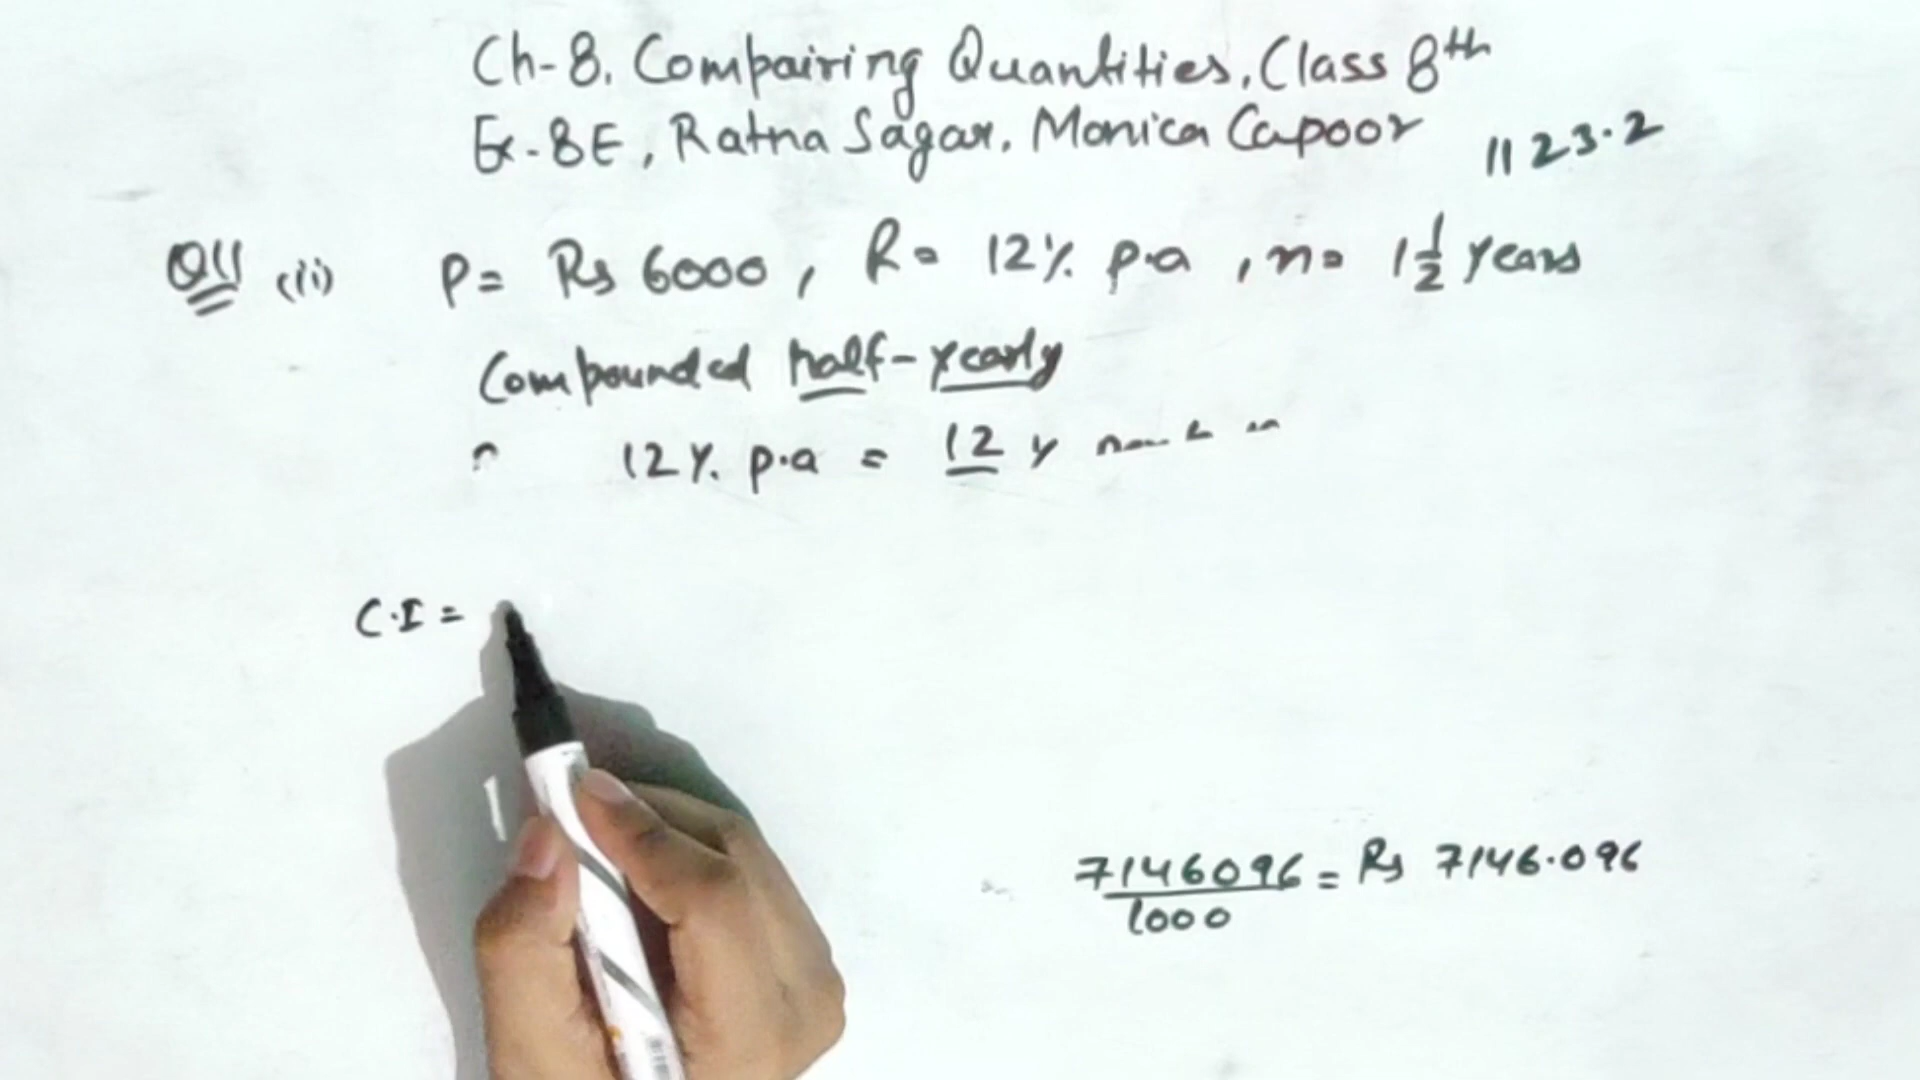 Ch-8. Compairing Quantities, Class 8th
Ex-8E, Ratna Sagar, Monica Capoor
1123.2
Q11 (ii) P = Rs 6000, R = 12% p.a , n = 1 1/2 years
Compounded half-yearly
12%. p.a = 12
C.I =
7146096/1000 = Rs 7146.096